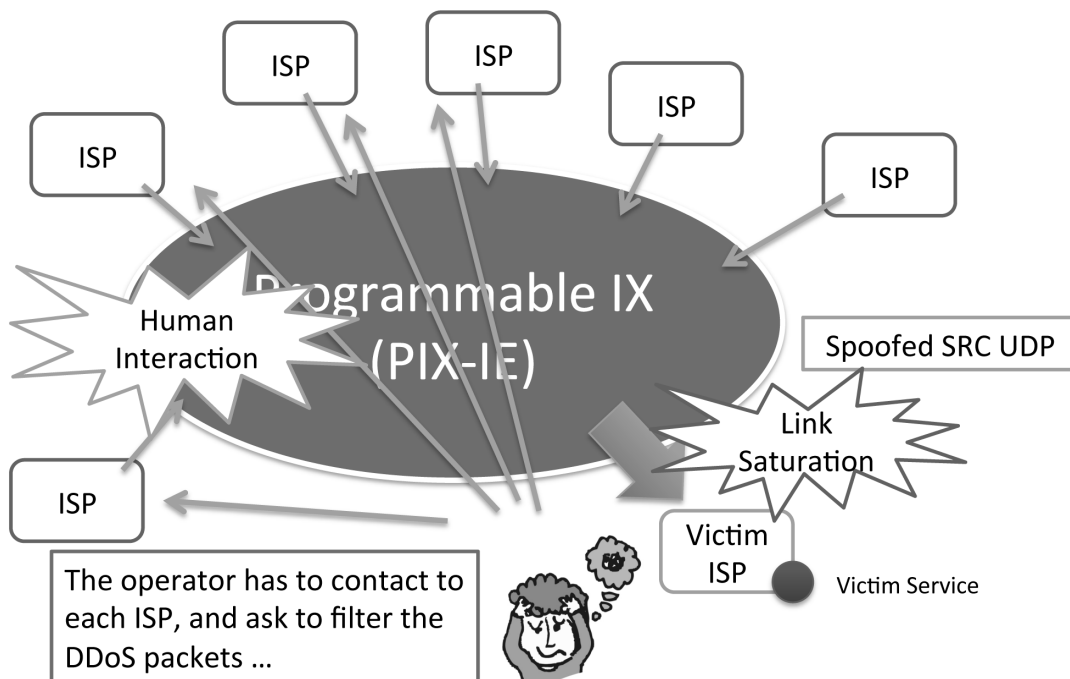 ISP
ISP
ISP
ISP
ISP
Programmable IX
(PIX-IE)
Human
Interaction
Spoofed SRC UDP
Link
Saturation
ISP
Victim
ISP
Victim Service
The operator has to contact to
each ISP, and ask to filter the
DDoS packets ...